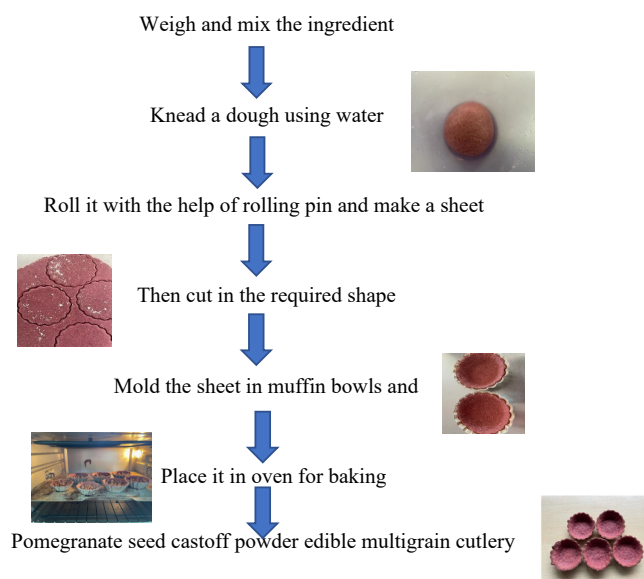 Weigh and mix the ingredient
Knead a dough using water
Roll it with the help of rolling pin and make a sheet
Then cut in the required shape
Mold the sheet in muffin bowls and
Place it in oven for baking
Pomegranate seed castoff powder edible multigrain cutlery